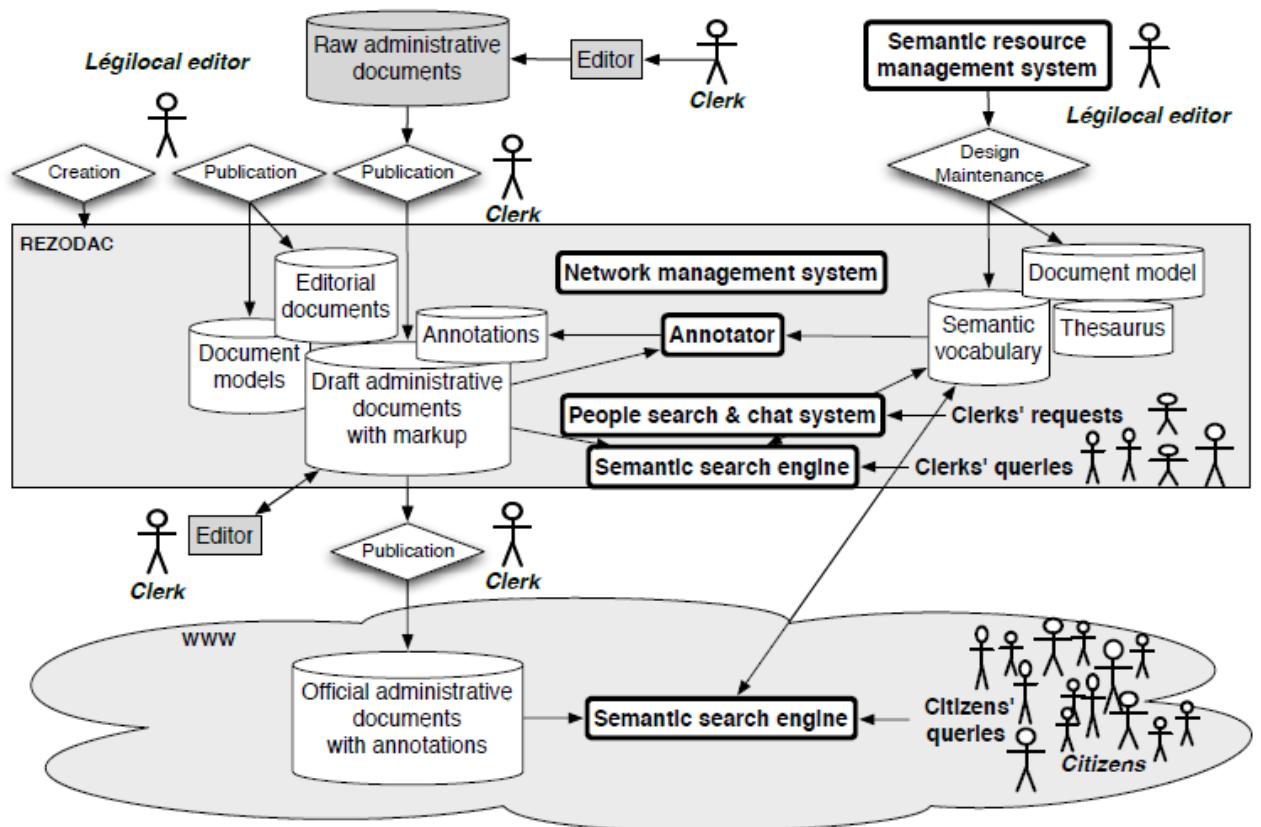 Raw administrative
documents
Editor
Clerk
Légilocal editor
Semantic resource
management system
Légilocal editor
Creation
Publication
Publication
Clerk
Design
Maintenance
REZODAC
Editorial
documents
Document
models
Annotations
Draft administrative
documents
with markup
Network management system
Annotator
People search & chat system
Semantic search engine
Semantic
vocabulary
Document model
Thesaurus
Clerks' requests
Clerks' queries
Clerk
Editor
Publication
Clerk
WWW
Official administrative
documents
with annotations
Semantic search engine
Citizens'
queries
Citizens